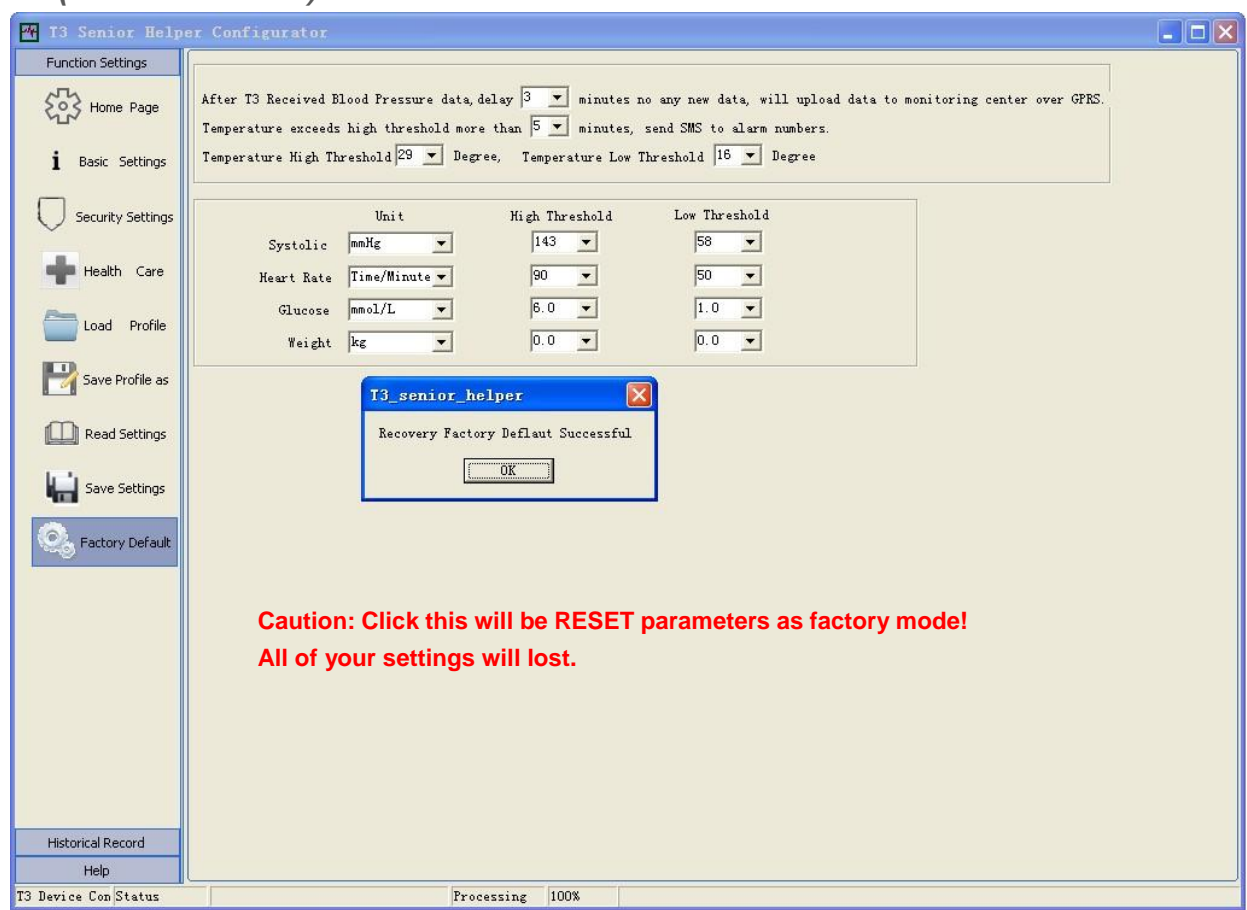 T3 Senior Helper Configurator
Function Settings
Home Page
Basic Settings
Security Settings
Health Care
Load Profile
Save Profile as
Read Settings
Save Settings
Factory Default
Historical Record
Help
After T3 Received Blood Pressure data, delay 3 minutes no any new data, will upload data to monitoring center over GPRS.
Temperature exceeds high threshold more than 5 minutes, send SMS to alarm numbers.
Temperature High Threshold 29 Degree, Temperature Low Threshold 16 Degree
Unit High Threshold Low Threshold
Systolic mmHg 143 58
Heart Rate Time/Minute 90 50
Glucose mmol/L 6.0 1.0
Weight kg 0.0 0.0
T3_senior_helper
Recovery Factory Deflaut Successful
OK
Caution: Click this will be RESET parameters as factory mode!
All of your settings will lost.
T3 Device Con Status Processing 100%